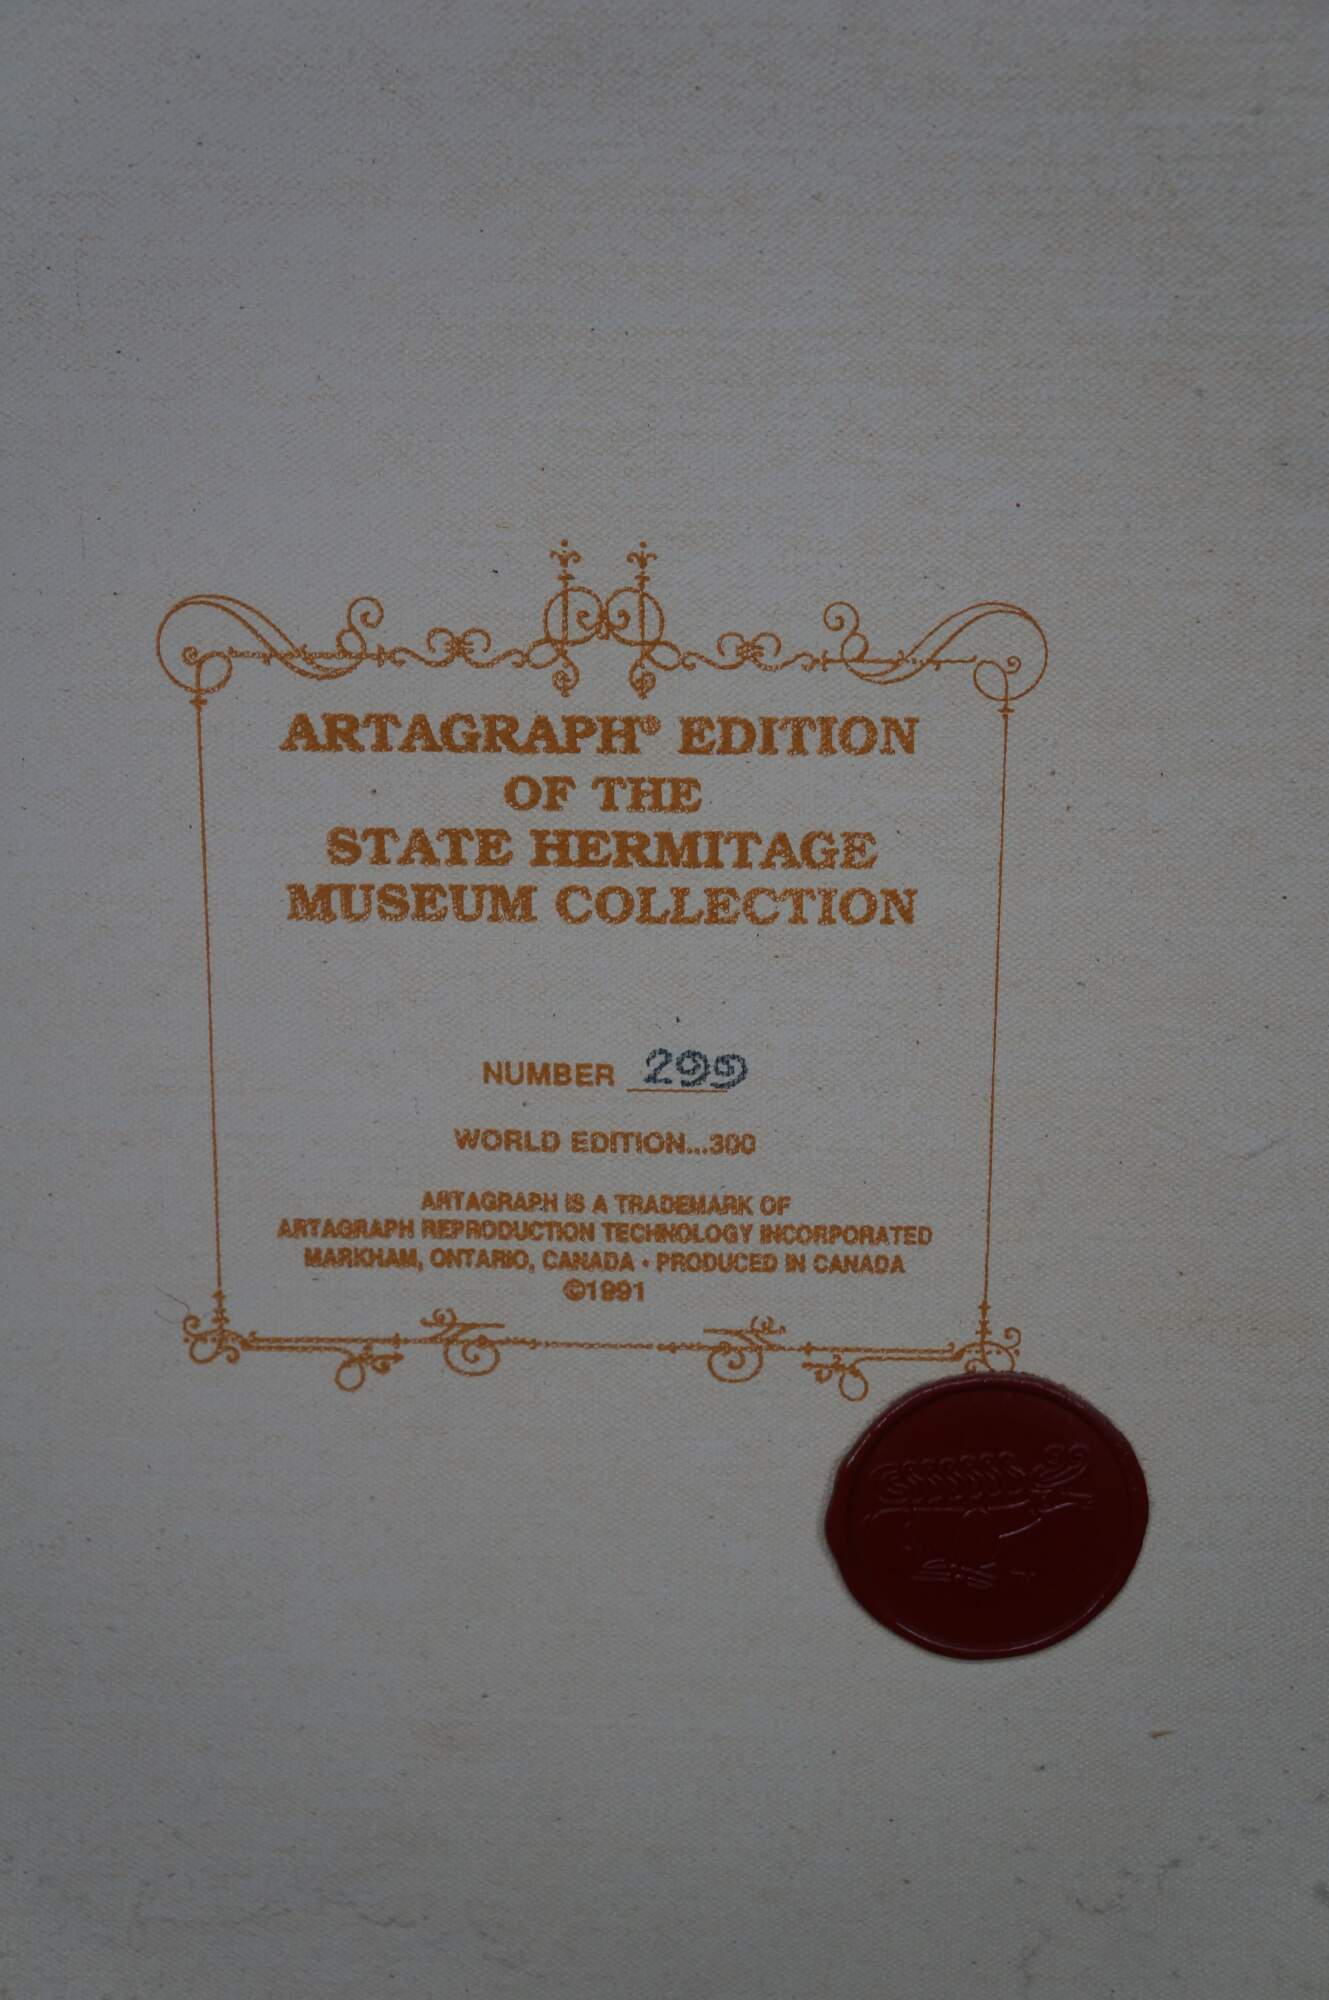 ARTAGRAPH® EDITION
OF THE
STATE HERMITAGE
MUSEUM COLLECTION
NUMBER 299
WORLD EDITION...300
ARTAGRAPH IS A TRADEMARK OF
ARTAGRAPH REPRODUCTION TECHNOLOGY INCORPORATED
MARKHAM, ONTARIO, CANADA • PRODUCED IN CANADA
©1991